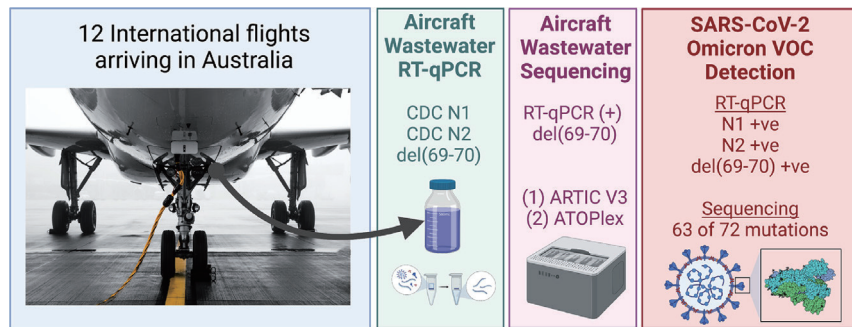 12 International flights
arriving in Australia
Aircraft
Wastewater
RT-qPCR
CDC N1
CDC N2
del(69-70)
Aircraft
Wastewater
Sequencing
RT-qPCR (+)
del(69-70)
(1) ARTIC V3
(2) ATOPlex
SARS-CoV-2
Omicron VOC
Detection
RT-qPCR
N1 +ve
N2 +ve
del(69-70) +ve
Sequencing
63 of 72 mutations